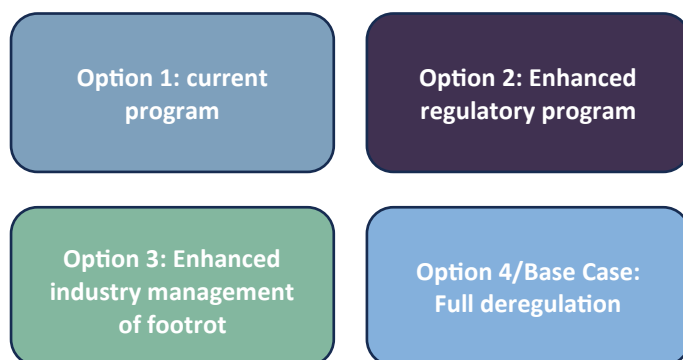 Option 1: current
program
Option 2: Enhanced
regulatory program
Option 3: Enhanced
industry management
of footrot
Option 4/Base Case:
Full deregulation